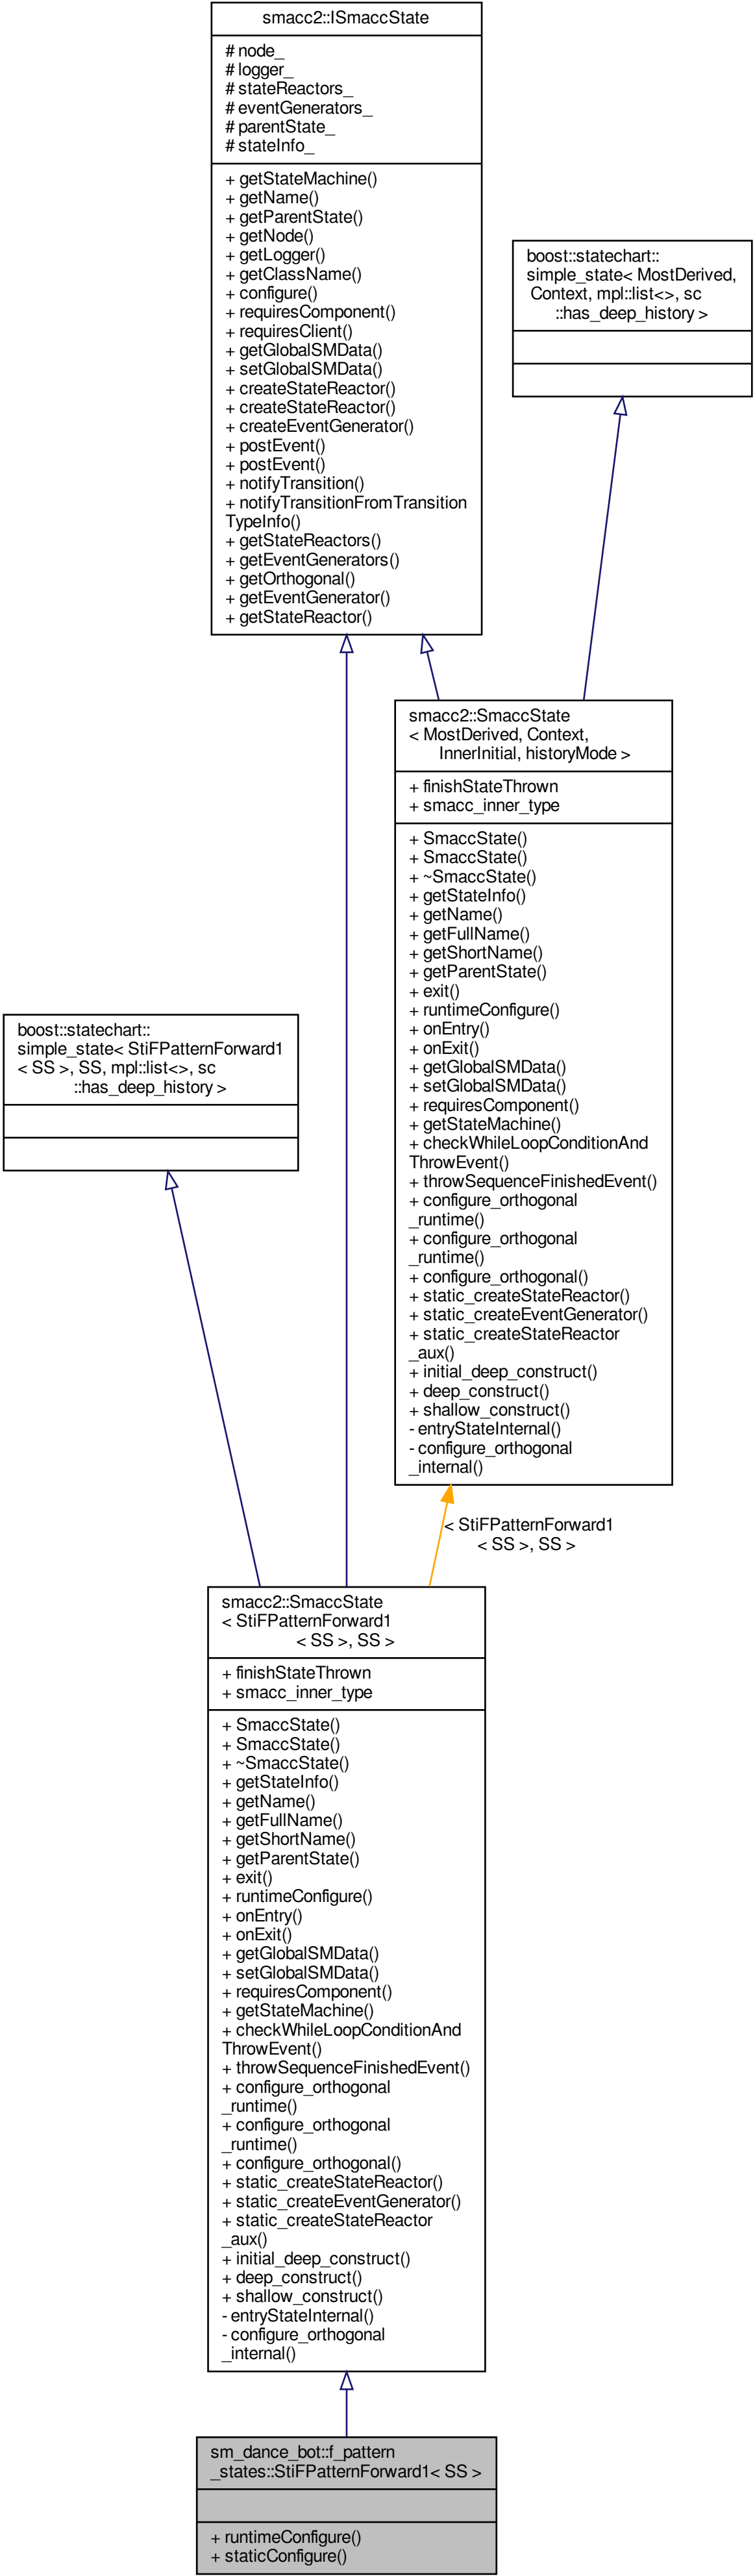 smacc2::ISmaccState
# node_
# logger_
# stateReactors_
# eventGenerators_
# parentState_
# stateInfo_
+ getStateMachine()
+ getName()
+ getParentState()
+ getNode()
+ getLogger()
+ getClassName()
+ configure()
+ requiresComponent()
+ requiresClient()
+ getGlobalSMData()
+ setGlobalSMData()
+ createStateReactor()
+ createStateReactor()
+ createEventGenerator()
+ postEvent()
+ postEvent()
+ notifyTransition()
+ notifyTransitionFromTransition
TypeInfo()
+ getStateReactors()
+ getEventGenerators()
+ getOrthogonal()
+ getEventGenerator()
+ getStateReactor()
boost::statechart::
simple_state< MostDerived,
Context, mpl::list<>, sc
::has_deep_history >
smacc2::SmaccState
< MostDerived, Context,
InnerInitial, historyMode >
+ finishStateThrown
+ smacc_inner_type
+ SmaccState()
+ SmaccState()
+ ~SmaccState()
+ getStateInfo()
+ getName()
+ getFullName()
+ getShortName()
+ getParentState()
+ exit()
+ runtimeConfigure()
+ onEntry()
+ onExit()
+ getGlobalSMData()
+ setGlobalSMData()
+ requiresComponent()
+ getStateMachine()
+ checkWhileLoopConditionAnd
ThrowEvent()
+ throwSequenceFinishedEvent()
+ configure_orthogonal
_runtime()
+ configure_orthogonal
_runtime()
+ configure_orthogonal()
+ static_createStateReactor()
+ static_createEventGenerator()
+ static_createStateReactor
_aux()
+ initial_deep_construct()
+ deep_construct()
+ shallow_construct()
- entryStateInternal()
- configure_orthogonal
_internal()
boost::statechart::
simple_state< StiFPatternForward1
< SS >, SS, mpl::list<>, sc
::has_deep_history >
< StiFPatternForward1
< SS >, SS >
smacc2::SmaccState
< StiFPatternForward1
< SS >, SS >
+ finishStateThrown
+ smacc_inner_type
+ SmaccState()
+ SmaccState()
+ ~SmaccState()
+ getStateInfo()
+ getName()
+ getFullName()
+ getShortName()
+ getParentState()
+ exit()
+ runtimeConfigure()
+ onEntry()
+ onExit()
+ getGlobalSMData()
+ setGlobalSMData()
+ requiresComponent()
+ getStateMachine()
+ checkWhileLoopConditionAnd
ThrowEvent()
+ throwSequenceFinishedEvent()
+ configure_orthogonal
_runtime()
+ configure_orthogonal
_runtime()
+ configure_orthogonal()
+ static_createStateReactor()
+ static_createEventGenerator()
+ static_createStateReactor
_aux()
+ initial_deep_construct()
+ deep_construct()
+ shallow_construct()
- entryStateInternal()
- configure_orthogonal
_internal()
sm_dance_bot::f_pattern
_states::StiFPatternForward1< SS >
+ runtimeConfigure()
+ staticConfigure()